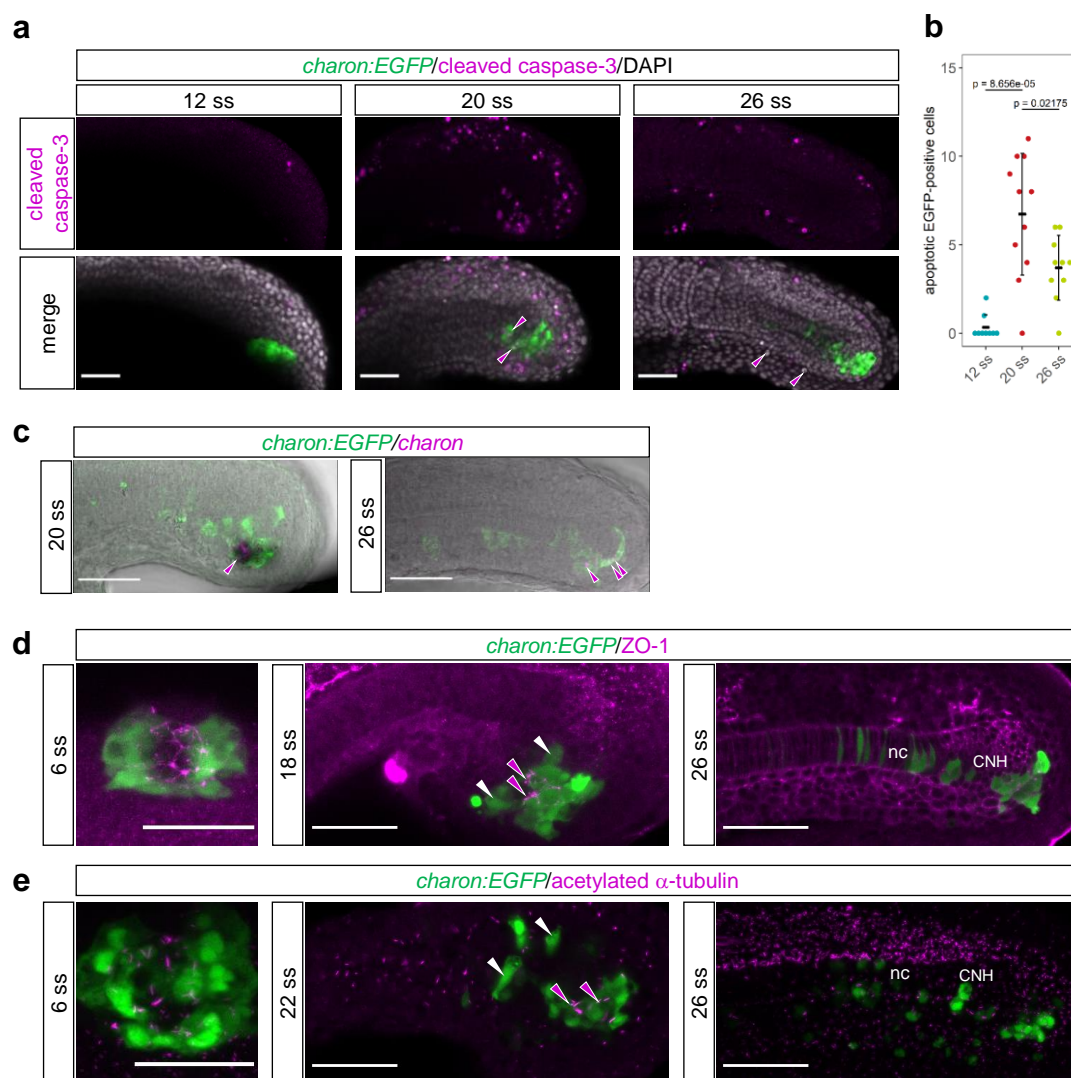 a
charon:EGFP/cleaved caspase-3/DAPI
12 ss
20 ss
26 ss
cleaved
caspase-3
merge
b
apoptotic EGFP-positive cells
15
10
5
0
p = 8.656e-05
p = 0.02175
12 ss
20 ss
26 ss
c
charon:EGFP/charon
20 ss
26 ss
d
charon:EGFP/ZO-1
6 ss
18 ss
26 ss
nc
CNH
e
charon:EGFP/acetylated α-tubulin
6 ss
22 ss
26 ss
nc
CNH